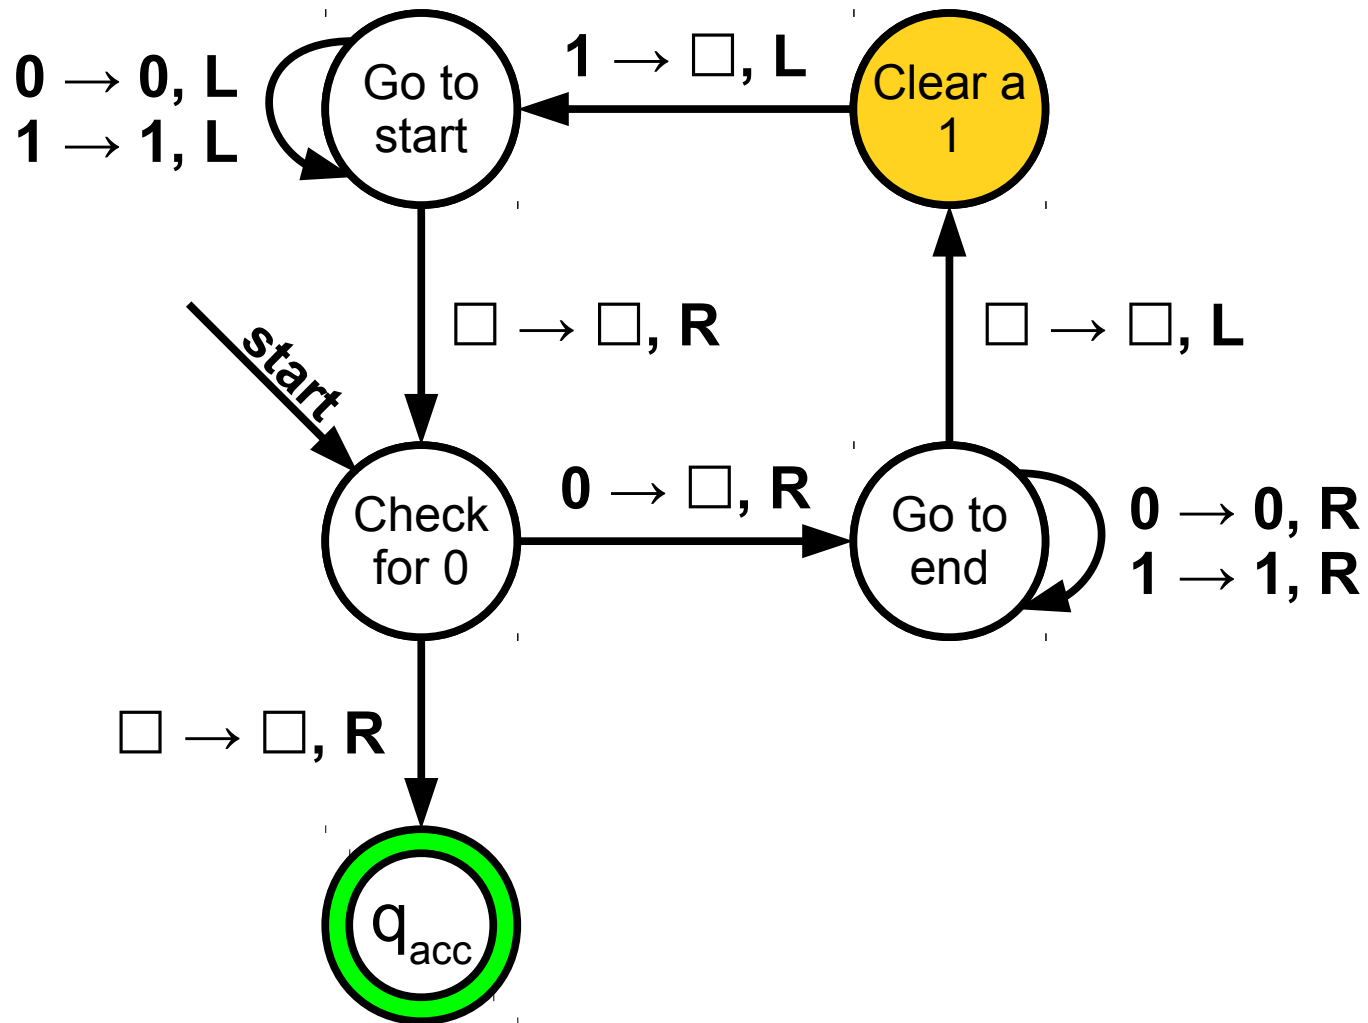 1 → □, L
0 → 0, L
1 → 1, L
Go to
start
Clear a
1
□ → □, R
□ → □, L
start
0 → □, R
Check
for 0
Go to
end
0 → 0, R
1 → 1, R
□ → □, R
qacc